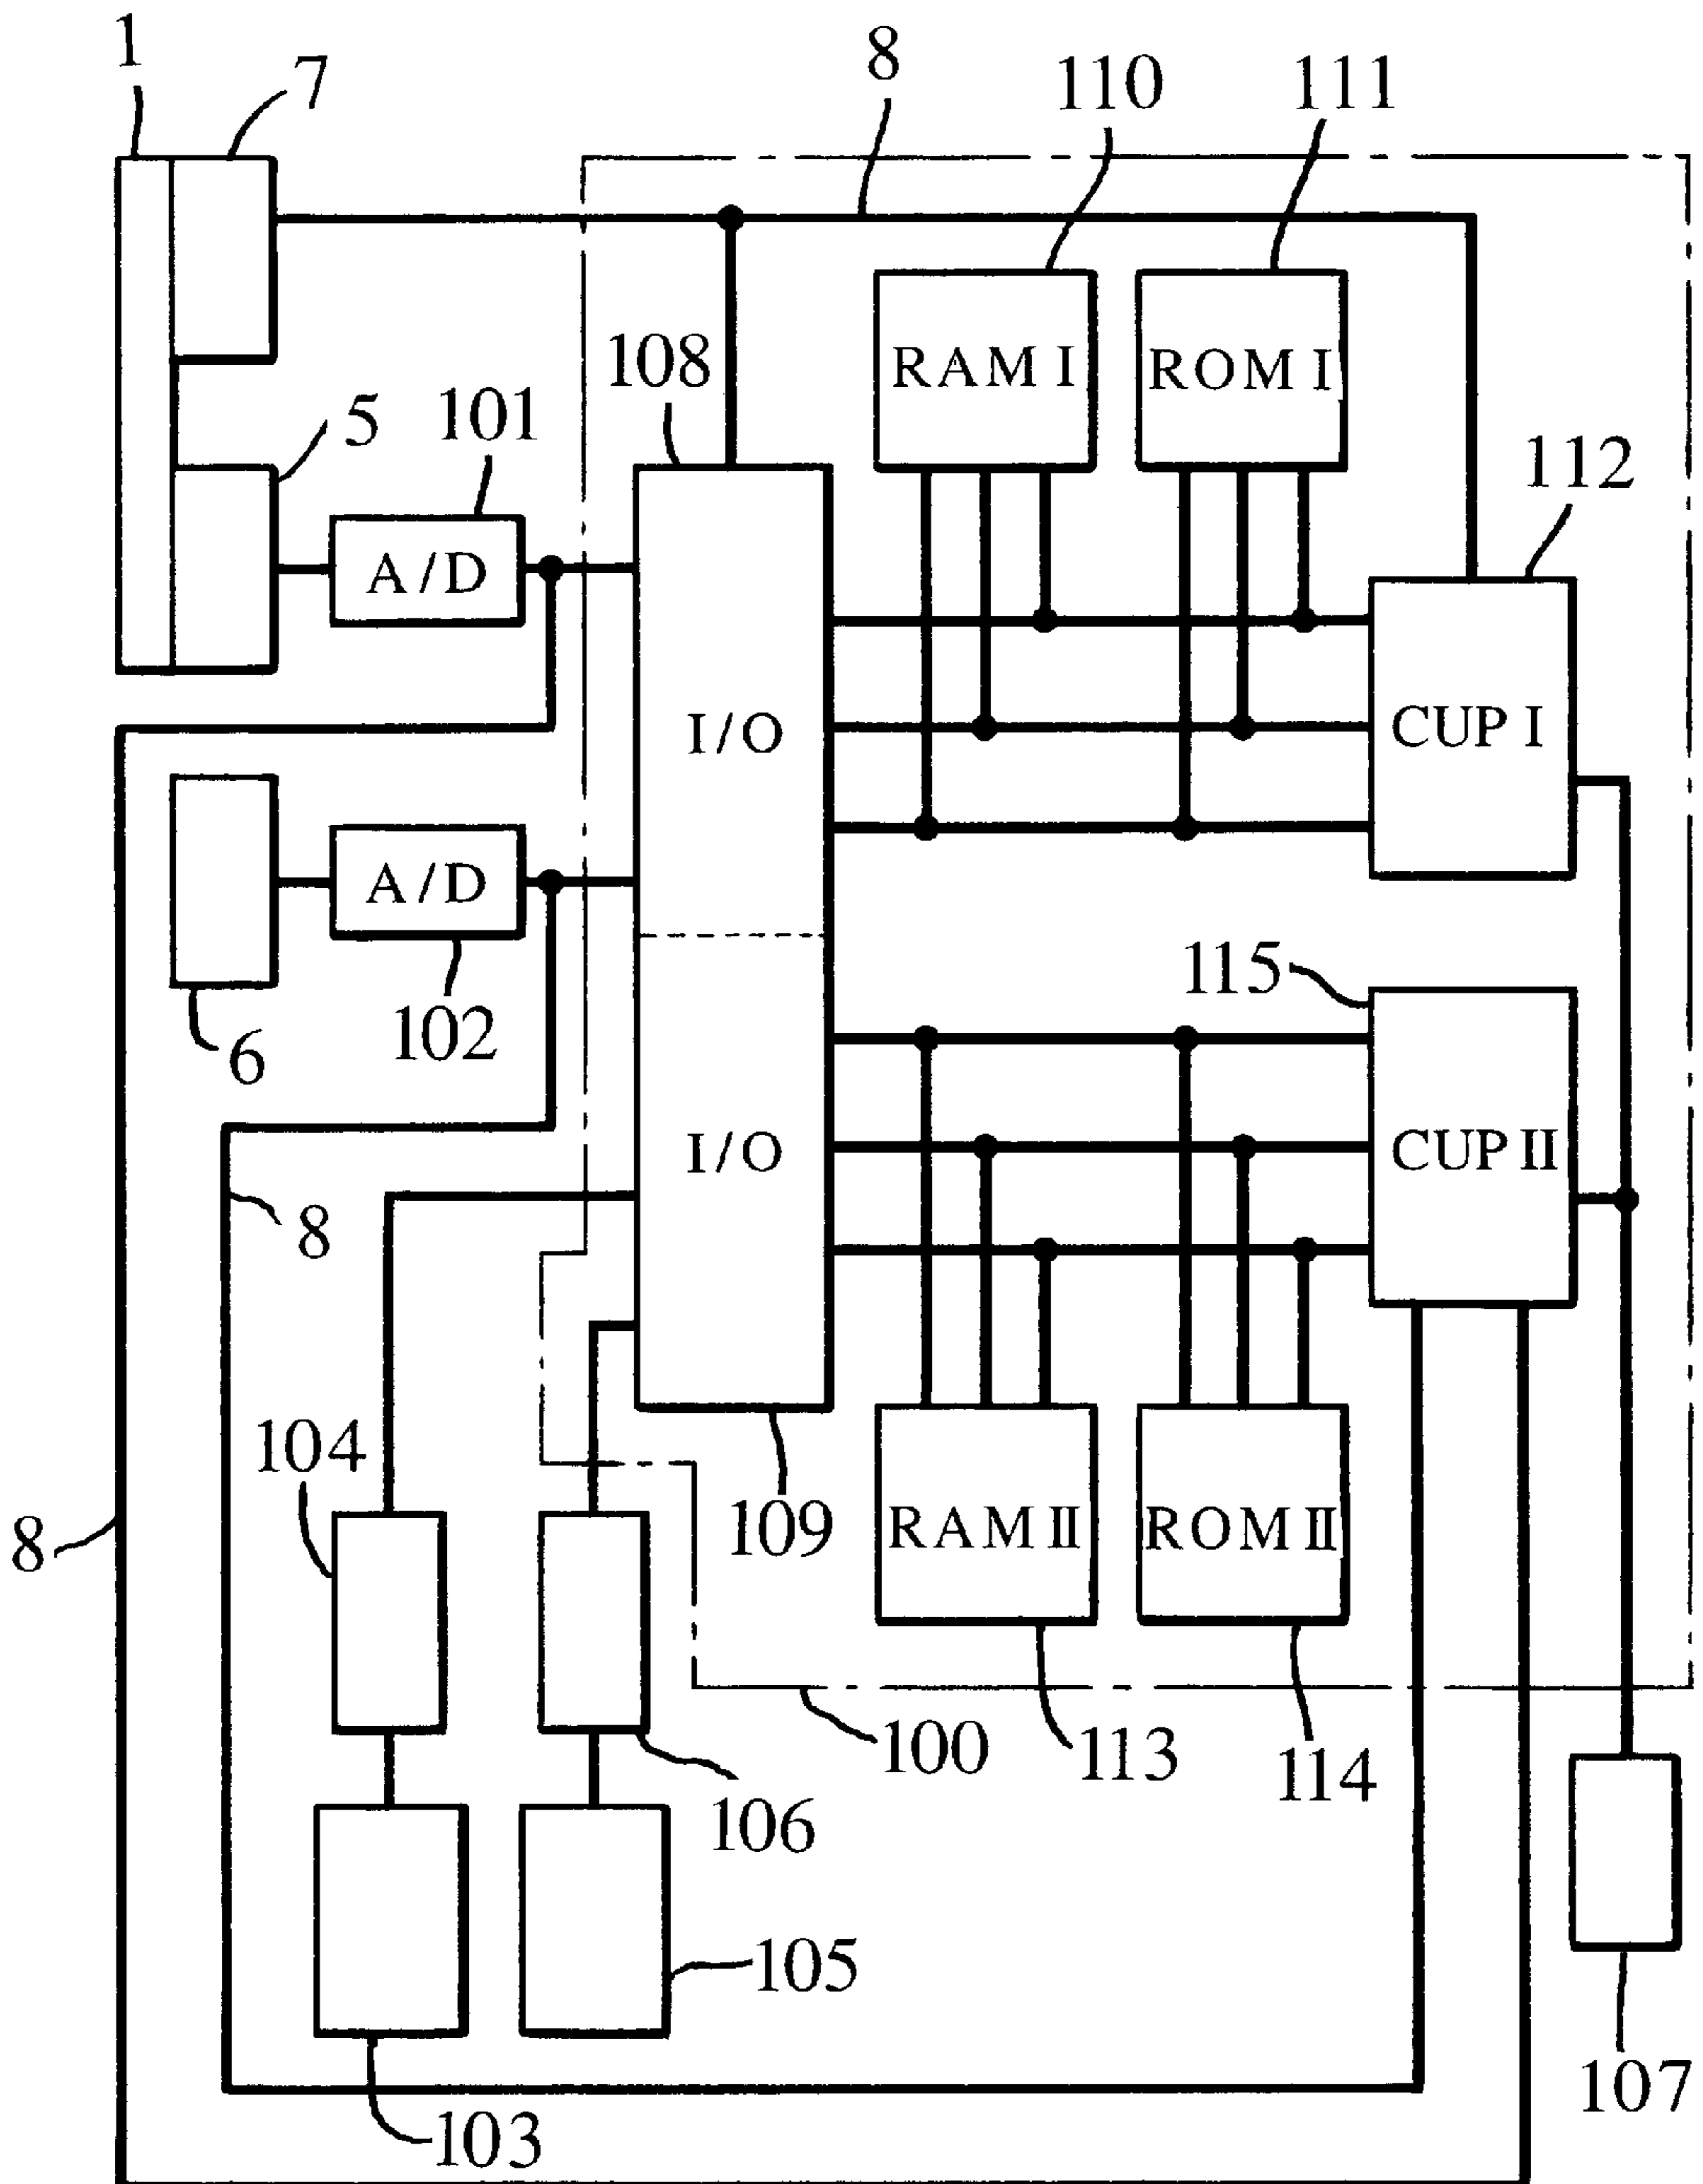 1
7
8
110
111
108
RAM I
ROM I
5
101
112
A/D
I/O
CUP I
A/D
115
6
102
I/O
CUP II
8
104
8
109
RAM II
ROM II
100
113
114
106
105
107
103